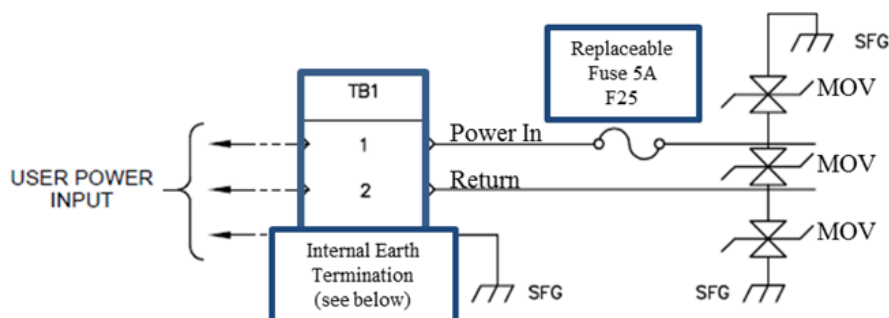 Replaceable
Fuse 5A
F25
SFG
TB1
MOV
1
Power In
USER POWER
INPUT
MOV
2
Return
Internal Earth
Termination
(see below)
SFG
MOV
SFG